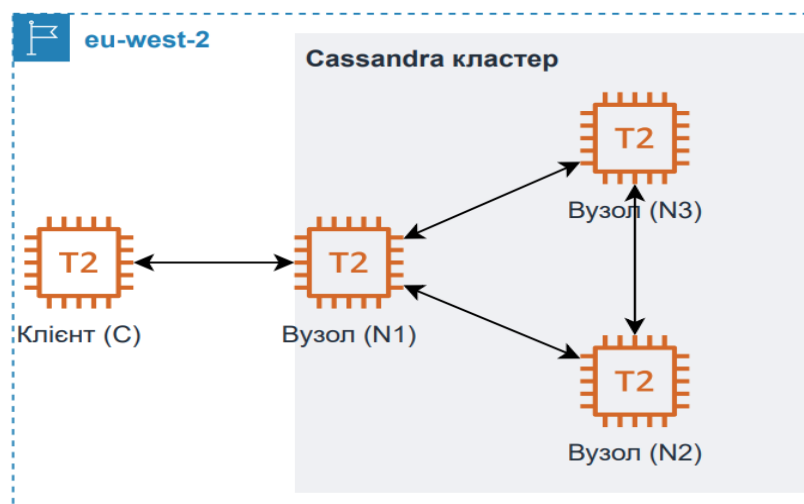 eu-west-2
Cassandra кластер
T2
Вузол (N3)
T2
Клієнт (C)
T2
Вузол (N1)
T2
Вузол (N2)